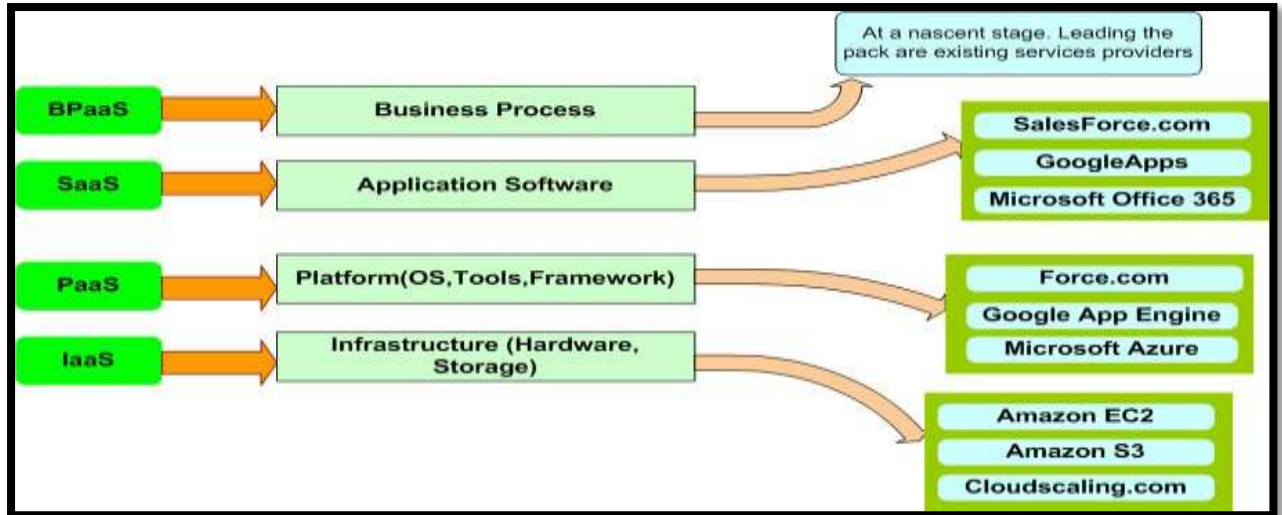 At a nascent stage. Leading the
pack are existing services providers
BPaaS
Business Process
SaaS
Application Software
SalesForce.com
GoogleApps
Microsoft Office 365
PaaS
Platform(OS,Tools,Framework)
Force.com
Google App Engine
Microsoft Azure
IaaS
Infrastructure (Hardware,
Storage)
Amazon EC2
Amazon S3
Cloudscaling.com